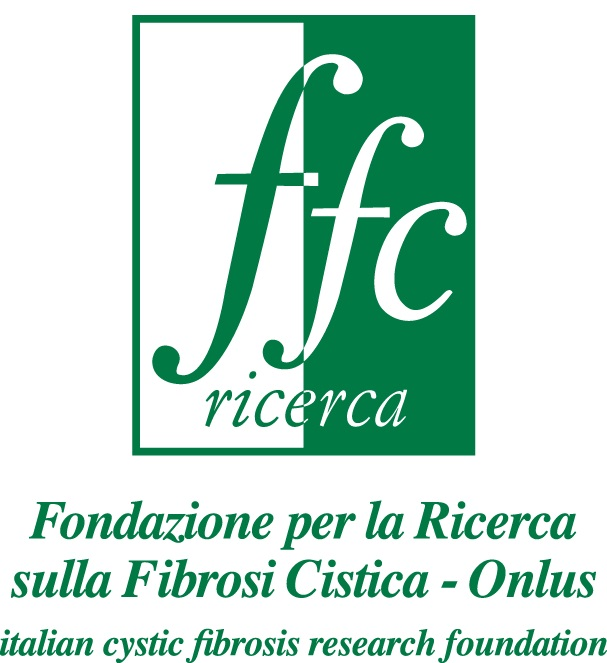 ffc
ricerca
Fondazione per la Ricerca
sulla Fibrosi Cistica - Onlus
italian cystic fibrosis research foundation